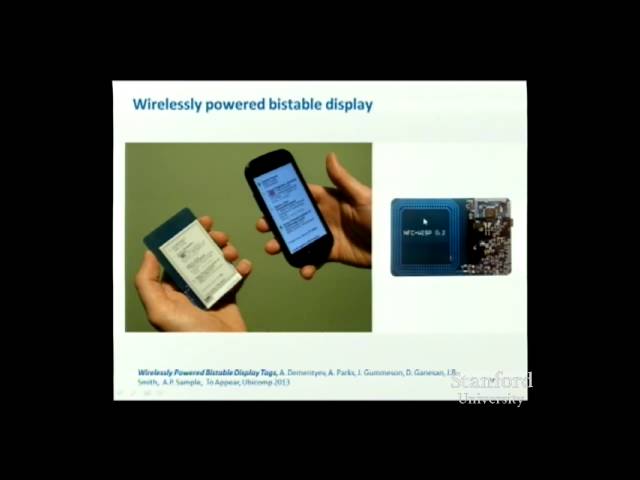 Wirelessly powered bistable display
NFC-WISP 0.2
Wirelessly Powered Bistable Display Tags, A. Dementyev, A. Parks, J. Gummeson, D. Ganesan, J.R.
Smith, A.P. Sample, To Appear, Ubicomp 2013
Stanford
University